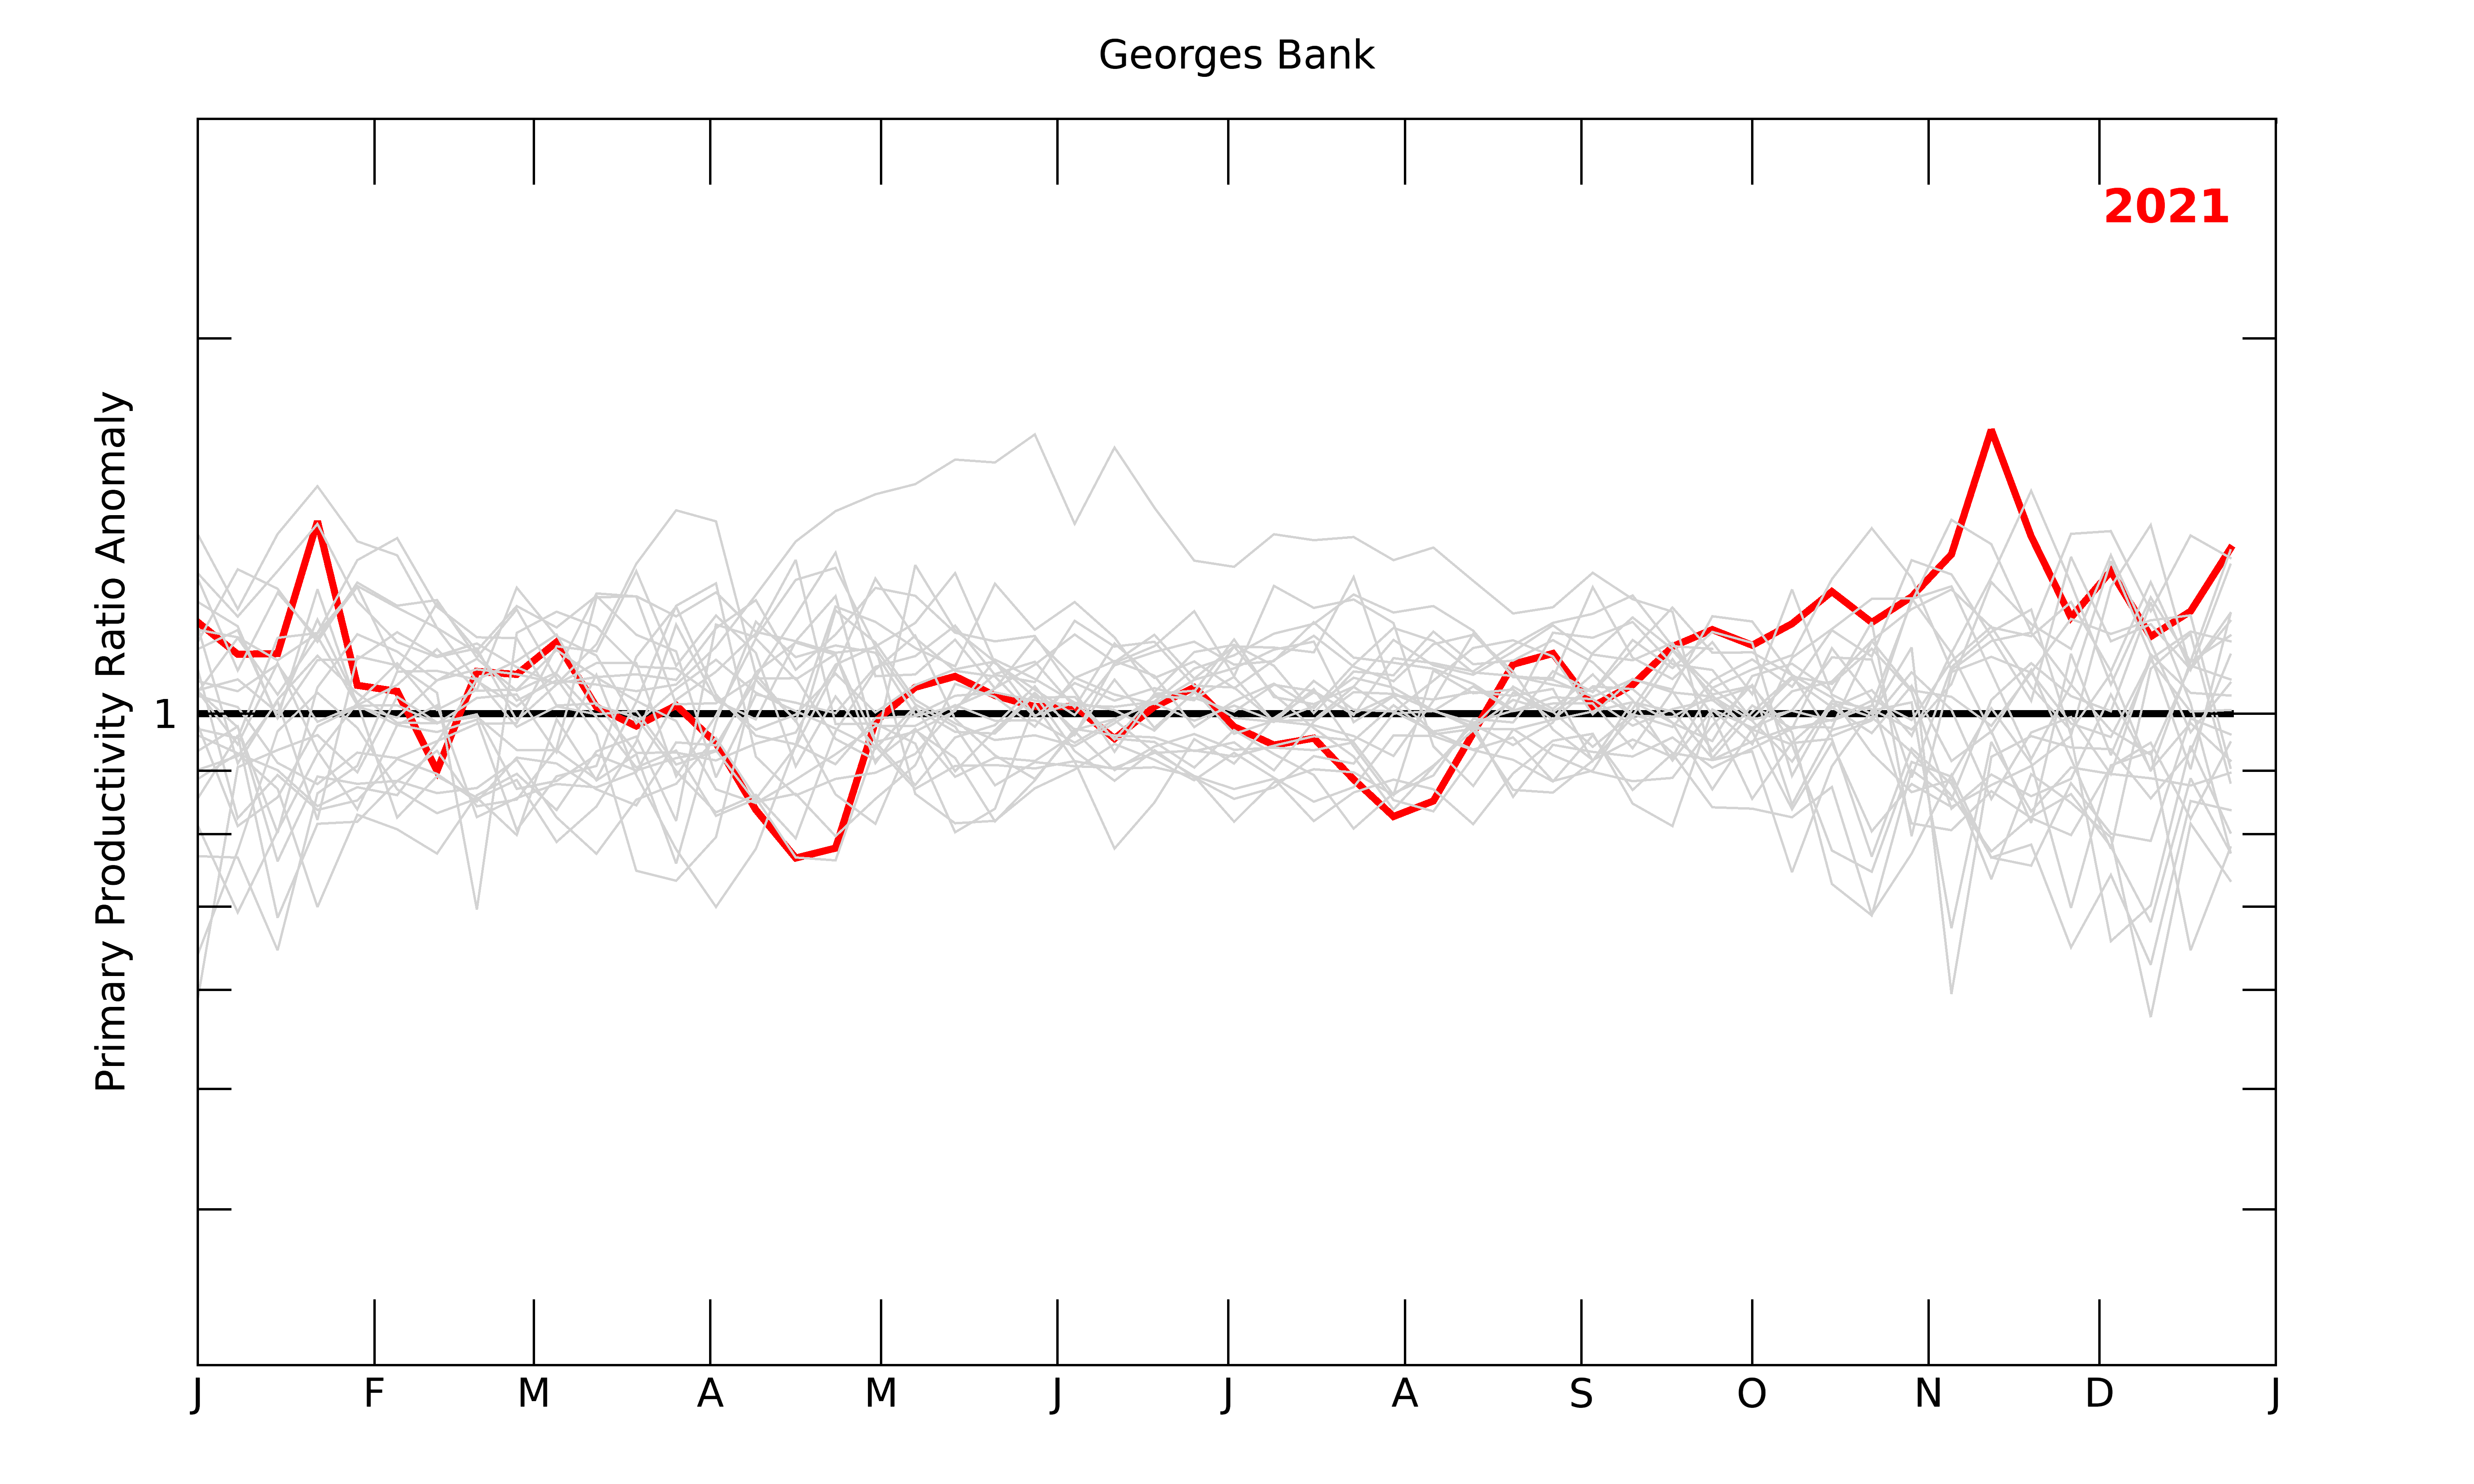 Georges Bank
2021
Primary Productivity Ratio Anomaly
1
J F M A M J J A S O N D J